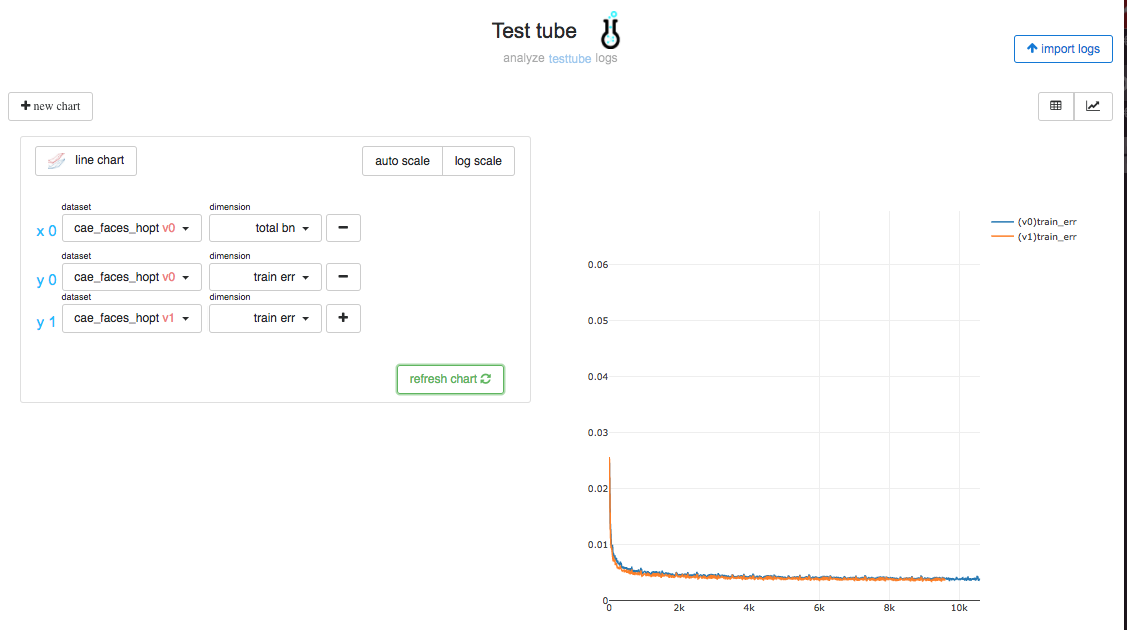 Test tube
analyze testtube logs
import logs
new chart
line chart
auto scale
log scale
dataset
dimension
x 0
cae_faces_hopt v0
total bn
dataset
dimension
y 0
cae_faces_hopt v0
train err
dataset
dimension
y 1
cae_faces_hopt v1
train err
refresh chart
(v0)train_err
(v1)train_err
0.06
0.05
0.04
0.03
0.02
0.01
0
0
2k
4k
6k
8k
10k